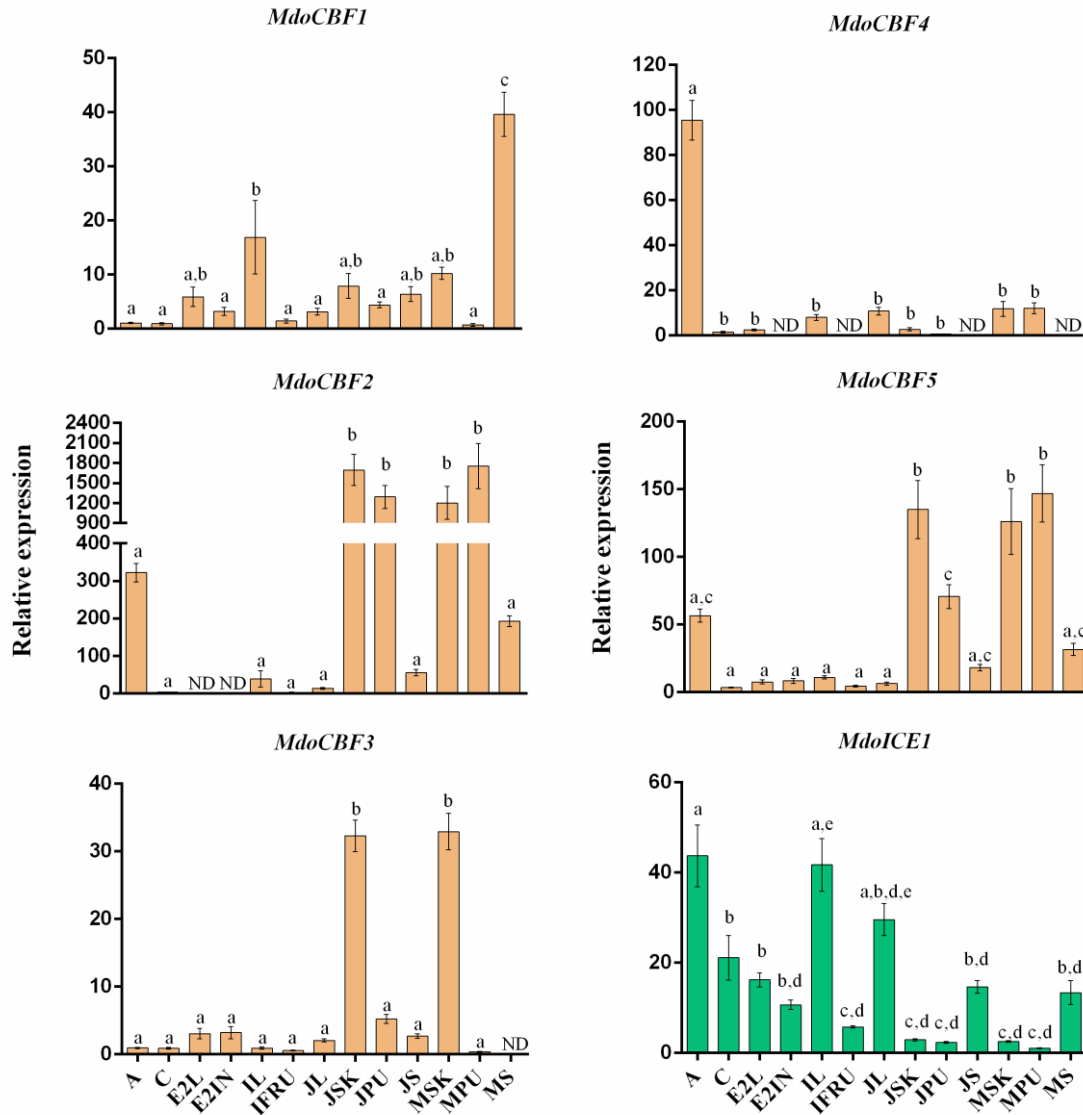 MdoCBF1
50
40
30
20
10
0
a a a,b a b a a a,b a a,b a,b a c
MdoCBF4
120
100
80
60
40
20
0
a b b ND b ND b b b ND b b ND
Relative expression
MdoCBF2
2400
2100
1800
1500
1200
900
400
300
200
100
0
a a ND ND a a a b b a b b a
Relative expression
MdoCBF5
200
150
100
50
0
a,c a a a a a a b c a,c b b a,c
MdoCBF3
40
30
20
10
0
a a a a a a a b a a b a ND
A C E2L E2IN IL IFRU JL JSK JPU JS MSK MPU MS
MdoICE1
60
40
20
0
a b b b,d a,e c,d a,b,d,e c,d c,d b,d c,d c,d b,d
A C E2L E2IN IL IFRU JL JSK JPU JS MSK MPU MS